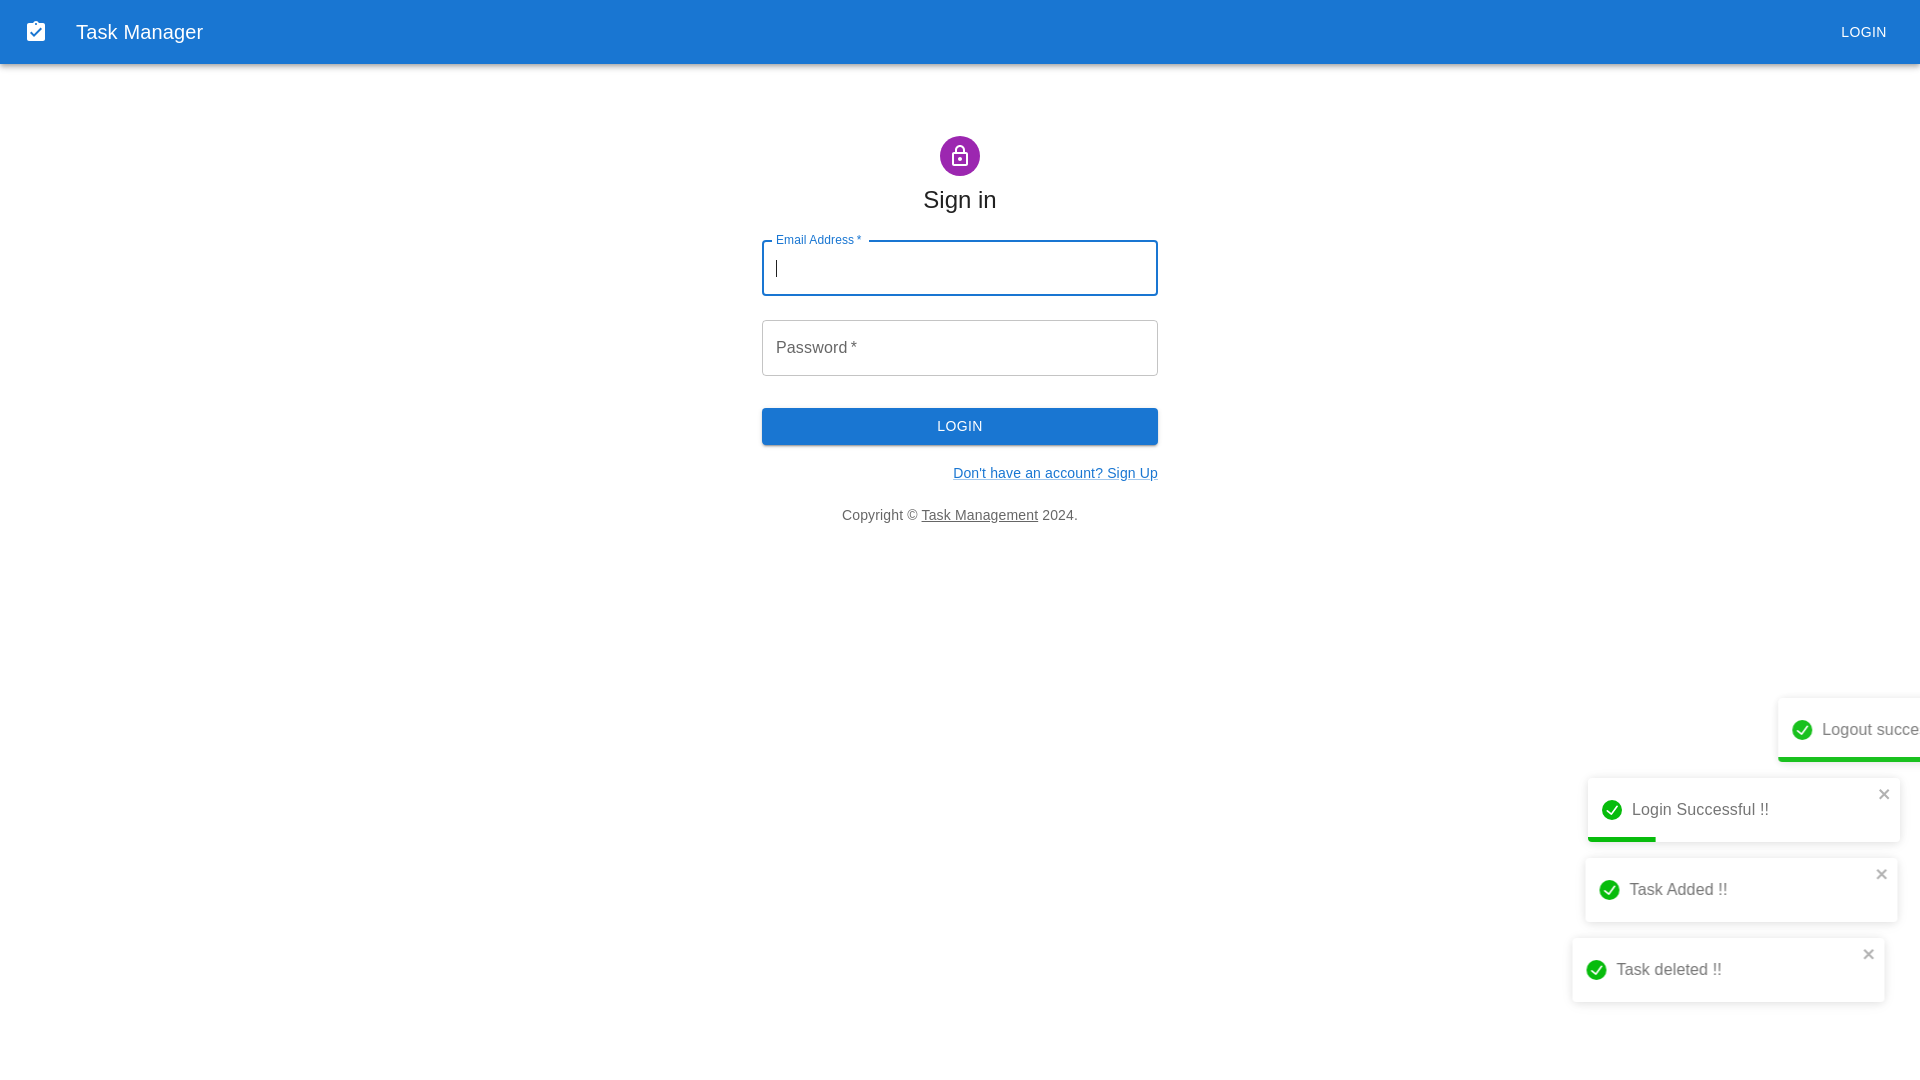 Task Manager
LOGIN
Sign in
Email Address *
Password *
LOGIN
Don't have an account? Sign Up
Copyright © Task Management 2024.
Logout succe
Login Successful !!
Task Added !!
Task deleted !!